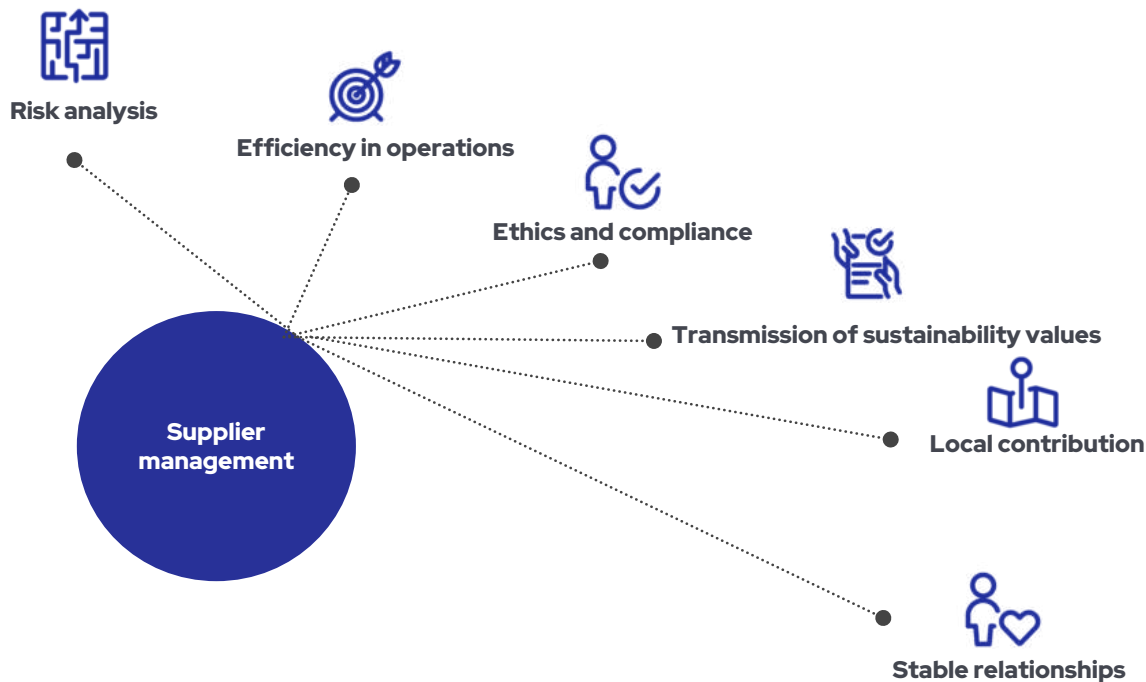 Risk analysis
Efficiency in operations
Ethics and compliance
Transmission of sustainability values
Local contribution
Supplier
management
Stable relationships